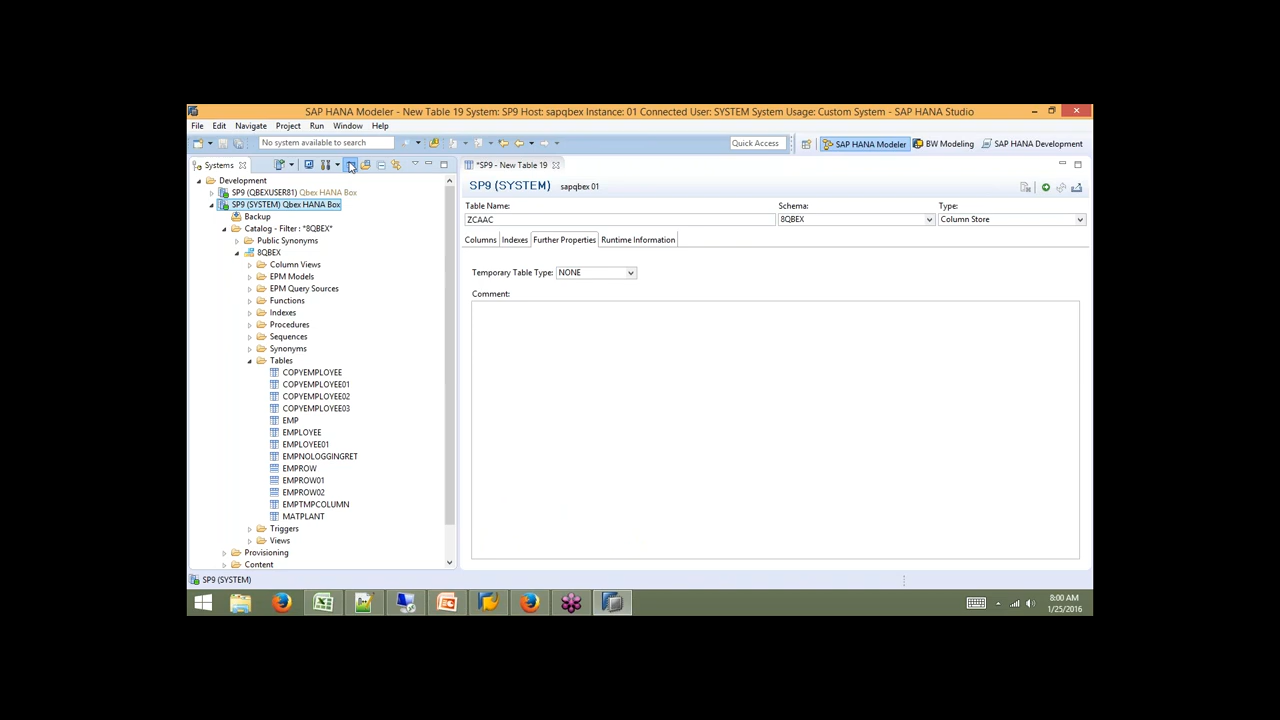 SAP HANA Modeler - New Table 19 System: SP9 Host: sapqbex Instance: 01 Connected User: SYSTEM System Usage: Custom System - SAP HANA Studio
File Edit Navigate Project Run Window Help
No system available to search
Quick Access
SAP HANA Modeler
BW Modeling
SAP HANA Development
Systems
Development
SP9 (QBEXUSER81) Qbex HANA Box
SP9 (SYSTEM) Qbex HANA Box
Backup
Catalog - Filter : *8QBEX*
Public Synonyms
8QBEX
Column Views
EPM Models
EPM Query Sources
Functions
Indexes
Procedures
Sequences
Synonyms
Tables
COPYEMPLOYEE
COPYEMPLOYEE01
COPYEMPLOYEE02
COPYEMPLOYEE03
EMP
EMPLOYEE
EMPLOYEE01
EMPNOLOGGINGRET
EMPROW
EMPROW01
EMPROW02
EMPTMPCOLUMN
MATPLANT
Triggers
Views
Provisioning
Content
*SP9 - New Table 19
SP9 (SYSTEM) sapqbex 01
Table Name: Schema: Type:
ZCAAC 8QBEX Column Store
Columns Indexes Further Properties Runtime Information
Temporary Table Type: NONE
Comment:
SP9 (SYSTEM)
8:00 AM
1/25/2016